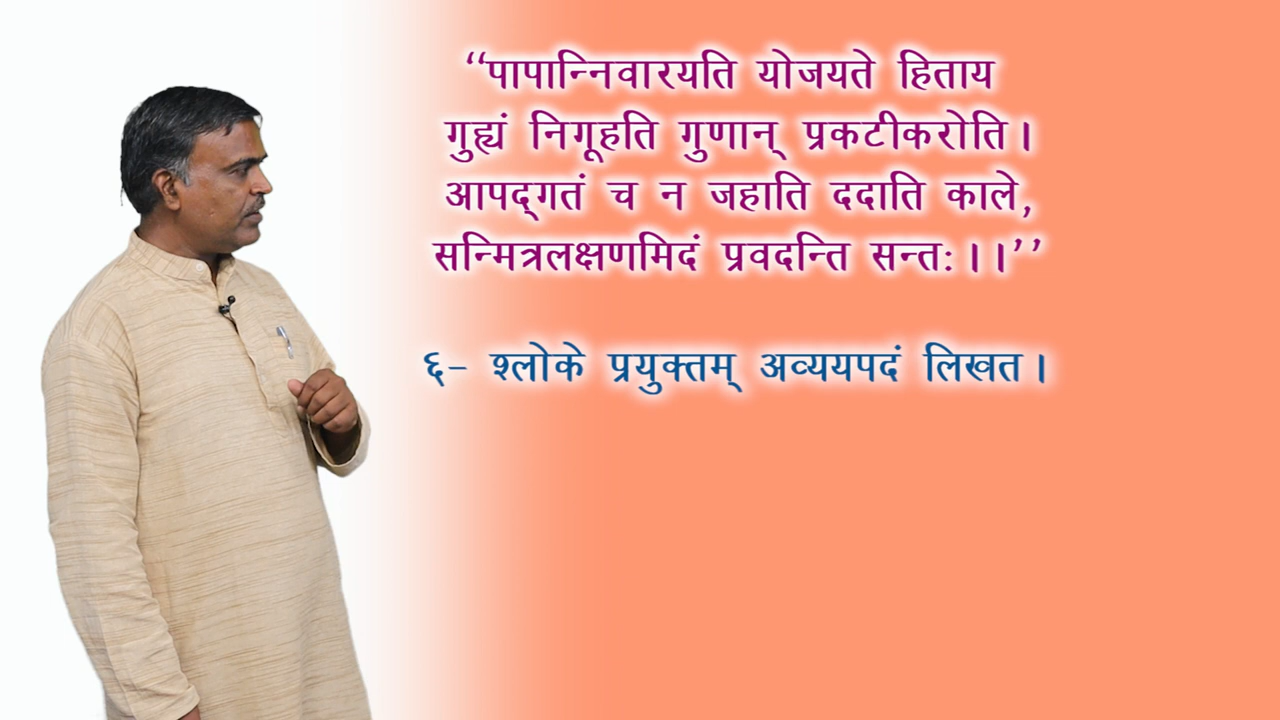 “पापान्निवारयति योजयते हिताय
गुह्यं निगूहति गुणान् प्रकटीकरोति।
आपद्‌गतं च न जहाति ददाति काले,
सन्मित्रलक्षणमिदं प्रवदन्ति सन्तः।।’’
६- श्लोके प्रयुक्तम् अव्ययपदं लिखत।